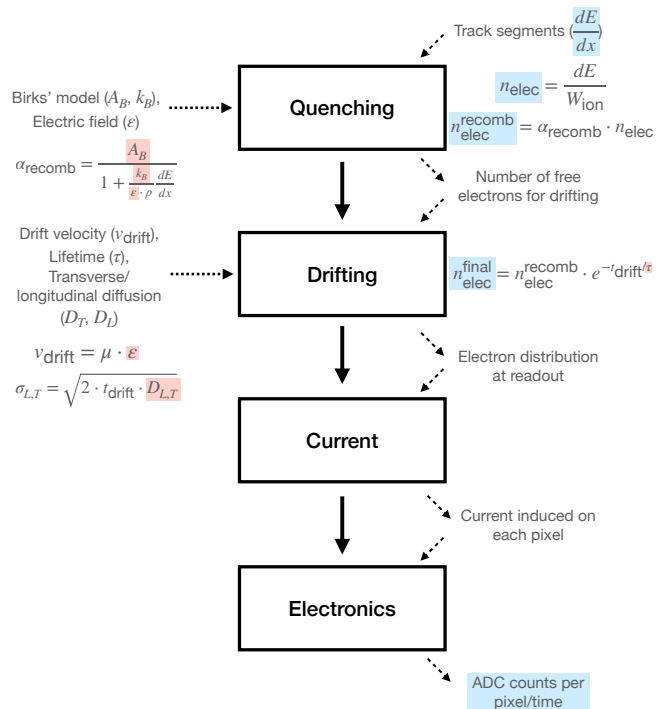 Track segments (dE/dx)
Quenching
n_elec = dE/W_ion
n_elec^recomb = α_recomb · n_elec
Birks' model (A_B, k_B),
Electric field (ε)
α_recomb = A_B / (1 + k_B/(ε · ρ) dE/dx)
Number of free
electrons for drifting
Drift velocity (v_drift),
Lifetime (τ),
Transverse/
longitudinal diffusion
(D_T, D_L)
v_drift = μ · ε
σ_L,T = √(2 · t_drift · D_L,T)
Drifting
n_elec^final = n_elec^recomb · e^−t_drift/τ
Electron distribution
at readout
Current
Current induced on
each pixel
Electronics
ADC counts per
pixel/time